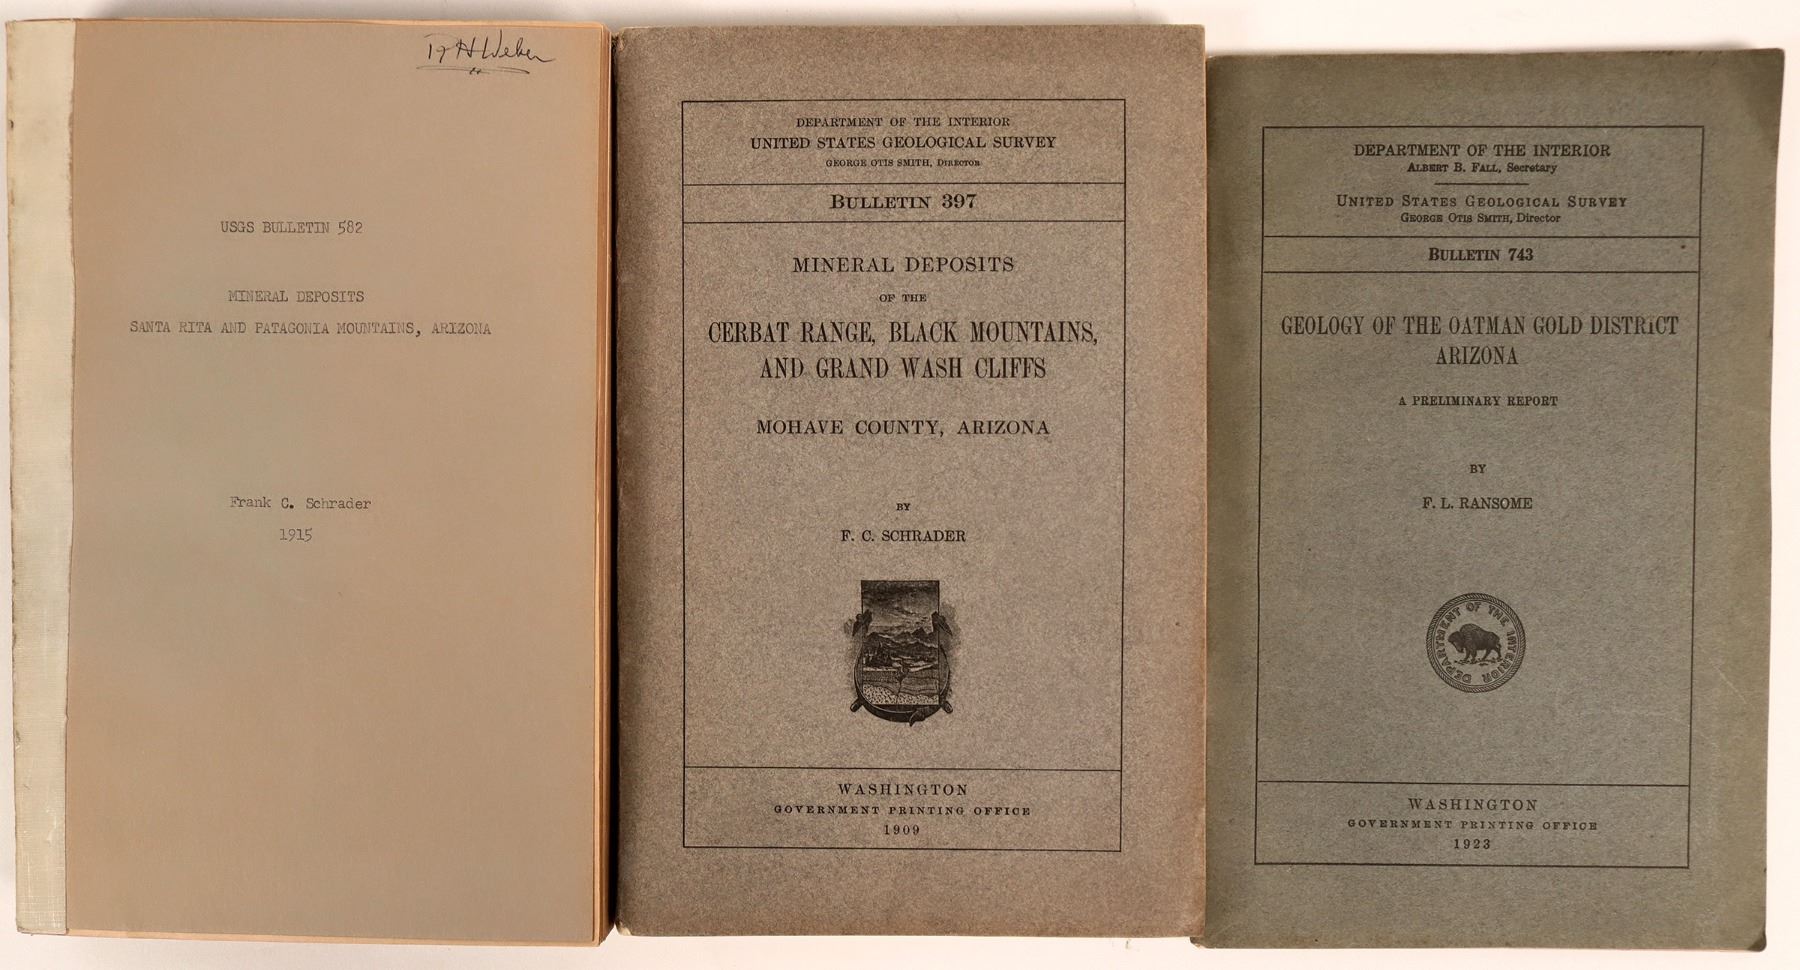 R H Weber
USGS BULLETIN 582
MINERAL DEPOSITS
SANTA RITA AND PATAGONIA MOUNTAINS, ARIZONA
Frank C. Schrader
1915
DEPARTMENT OF THE INTERIOR
UNITED STATES GEOLOGICAL SURVEY
GEORGE OTIS SMITH, DIRECTOR
BULLETIN 397
MINERAL DEPOSITS
OF THE
CERBAT RANGE, BLACK MOUNTAINS,
AND GRAND WASH CLIFFS
MOHAVE COUNTY, ARIZONA
BY
F. C. SCHRADER
WASHINGTON
GOVERNMENT PRINTING OFFICE
1909
DEPARTMENT OF THE INTERIOR
ALBERT B. FALL, Secretary
UNITED STATES GEOLOGICAL SURVEY
GEORGE OTIS SMITH, Director
BULLETIN 743
GEOLOGY OF THE OATMAN GOLD DISTRICT
ARIZONA
A PRELIMINARY REPORT
BY
F. L. RANSOME
DEPARTMENT OF THE INTERIOR
WASHINGTON
GOVERNMENT PRINTING OFFICE
1923